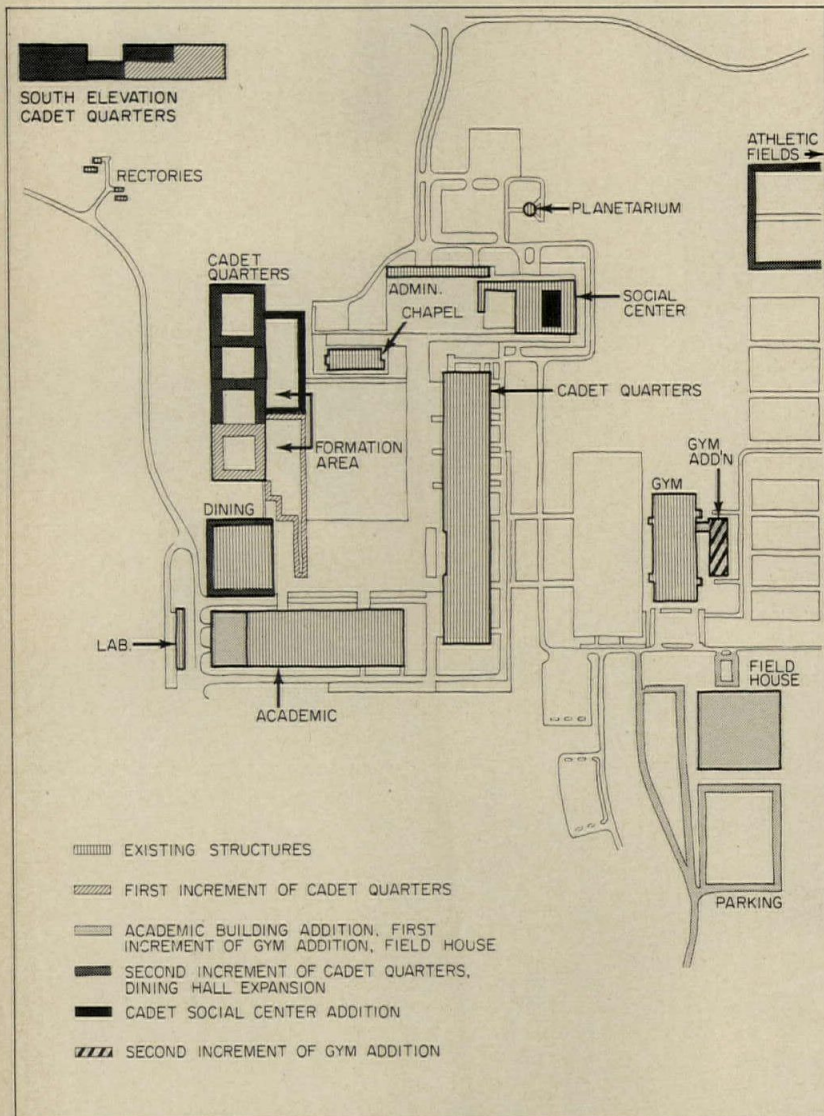 SOUTH ELEVATION
CADET QUARTERS
RECTORIES
ATHLETIC
FIELDS
PLANETARIUM
CADET
QUARTERS
ADMIN.
CHAPEL
SOCIAL
CENTER
CADET QUARTERS
FORMATION
AREA
GYM
ADD'N
GYM
DINING
LAB.
ACADEMIC
FIELD
HOUSE
PARKING
EXISTING STRUCTURES
FIRST INCREMENT OF CADET QUARTERS
ACADEMIC BUILDING ADDITION, FIRST
INCREMENT OF GYM ADDITION, FIELD HOUSE
SECOND INCREMENT OF CADET QUARTERS,
DINING HALL EXPANSION
CADET SOCIAL CENTER ADDITION
SECOND INCREMENT OF GYM ADDITION